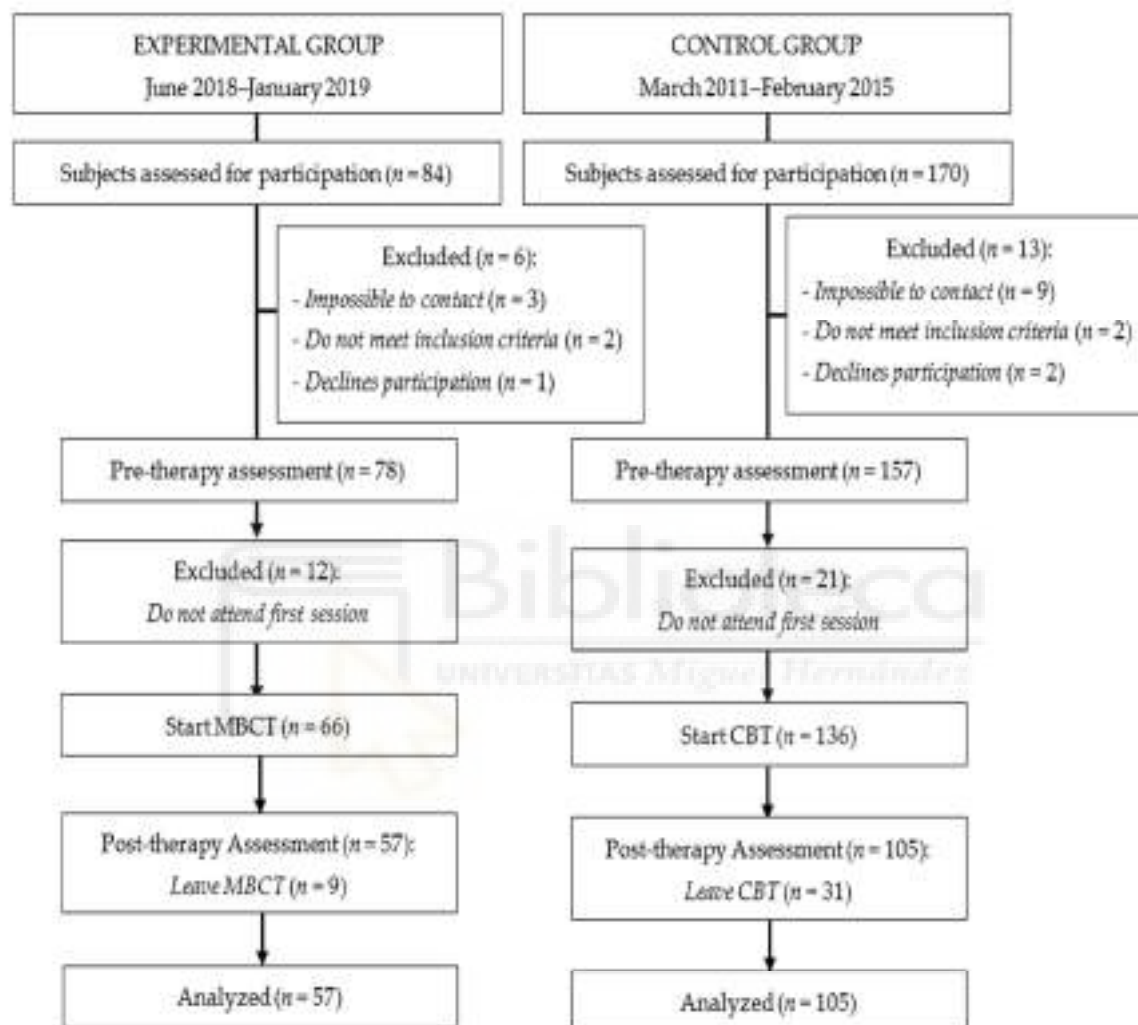 EXPERIMENTAL GROUP
June 2018–January 2019
Subjects assessed for participation (n = 84)
Excluded (n = 6):
- Impossible to contact (n = 3)
- Do not meet inclusion criteria (n = 2)
- Declines participation (n = 1)
Pre-therapy assessment (n = 78)
Excluded (n = 12):
Do not attend first session
Start MBCT (n = 66)
Post-therapy Assessment (n = 57):
Leave MBCT (n = 9)
Analyzed (n = 57)
CONTROL GROUP
March 2011–February 2015
Subjects assessed for participation (n = 170)
Excluded (n = 13):
- Impossible to contact (n = 9)
- Do not meet inclusion criteria (n = 2)
- Declines participation (n = 2)
Pre-therapy assessment (n = 157)
Excluded (n = 21):
Do not attend first session
Start CBT (n = 136)
Post-therapy Assessment (n = 105):
Leave CBT (n = 31)
Analyzed (n = 105)
Biblioteca
UNIVERSITAS Miguel Hernández